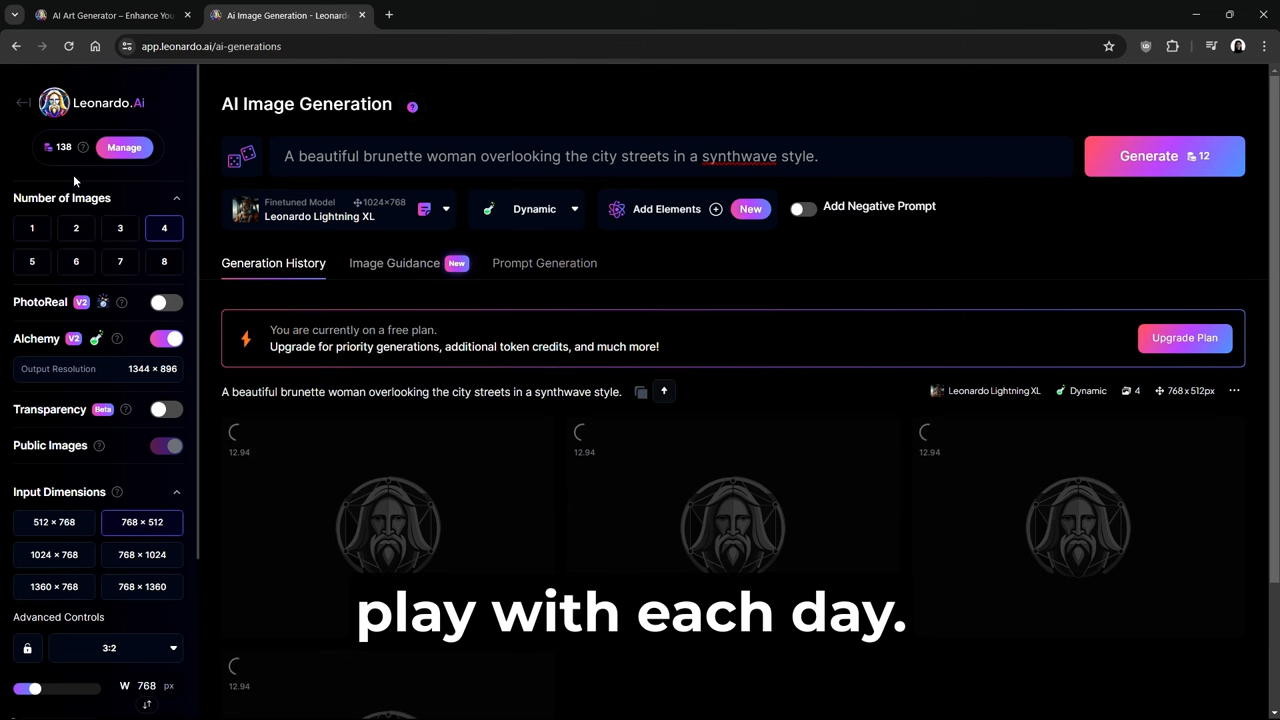 AI Art Generator – Enhance You
Ai Image Generation - Leonardo
app.leonardo.ai/ai-generations
Leonardo.Ai
138 Manage
Number of Images
1 2 3 4
5 6 7 8
PhotoReal V2
Alchemy V2
Output Resolution 1344 × 896
Transparency Beta
Public Images
Input Dimensions
512 × 768 768 × 512
1024 × 768 768 × 1024
1360 × 768 768 × 1360
Advanced Controls
3:2
W 768 px
AI Image Generation ?
A beautiful brunette woman overlooking the city streets in a synthwave style.
Generate 12
Finetuned Model 1024×768
Leonardo Lightning XL
Dynamic
Add Elements New
Add Negative Prompt
Generation History Image Guidance New Prompt Generation
You are currently on a free plan.
Upgrade for priority generations, additional token credits, and much more!
Upgrade Plan
A beautiful brunette woman overlooking the city streets in a synthwave style.
Leonardo Lightning XL Dynamic 4 768 x 512px
12.94 12.94 12.94
play with each day.
12.94